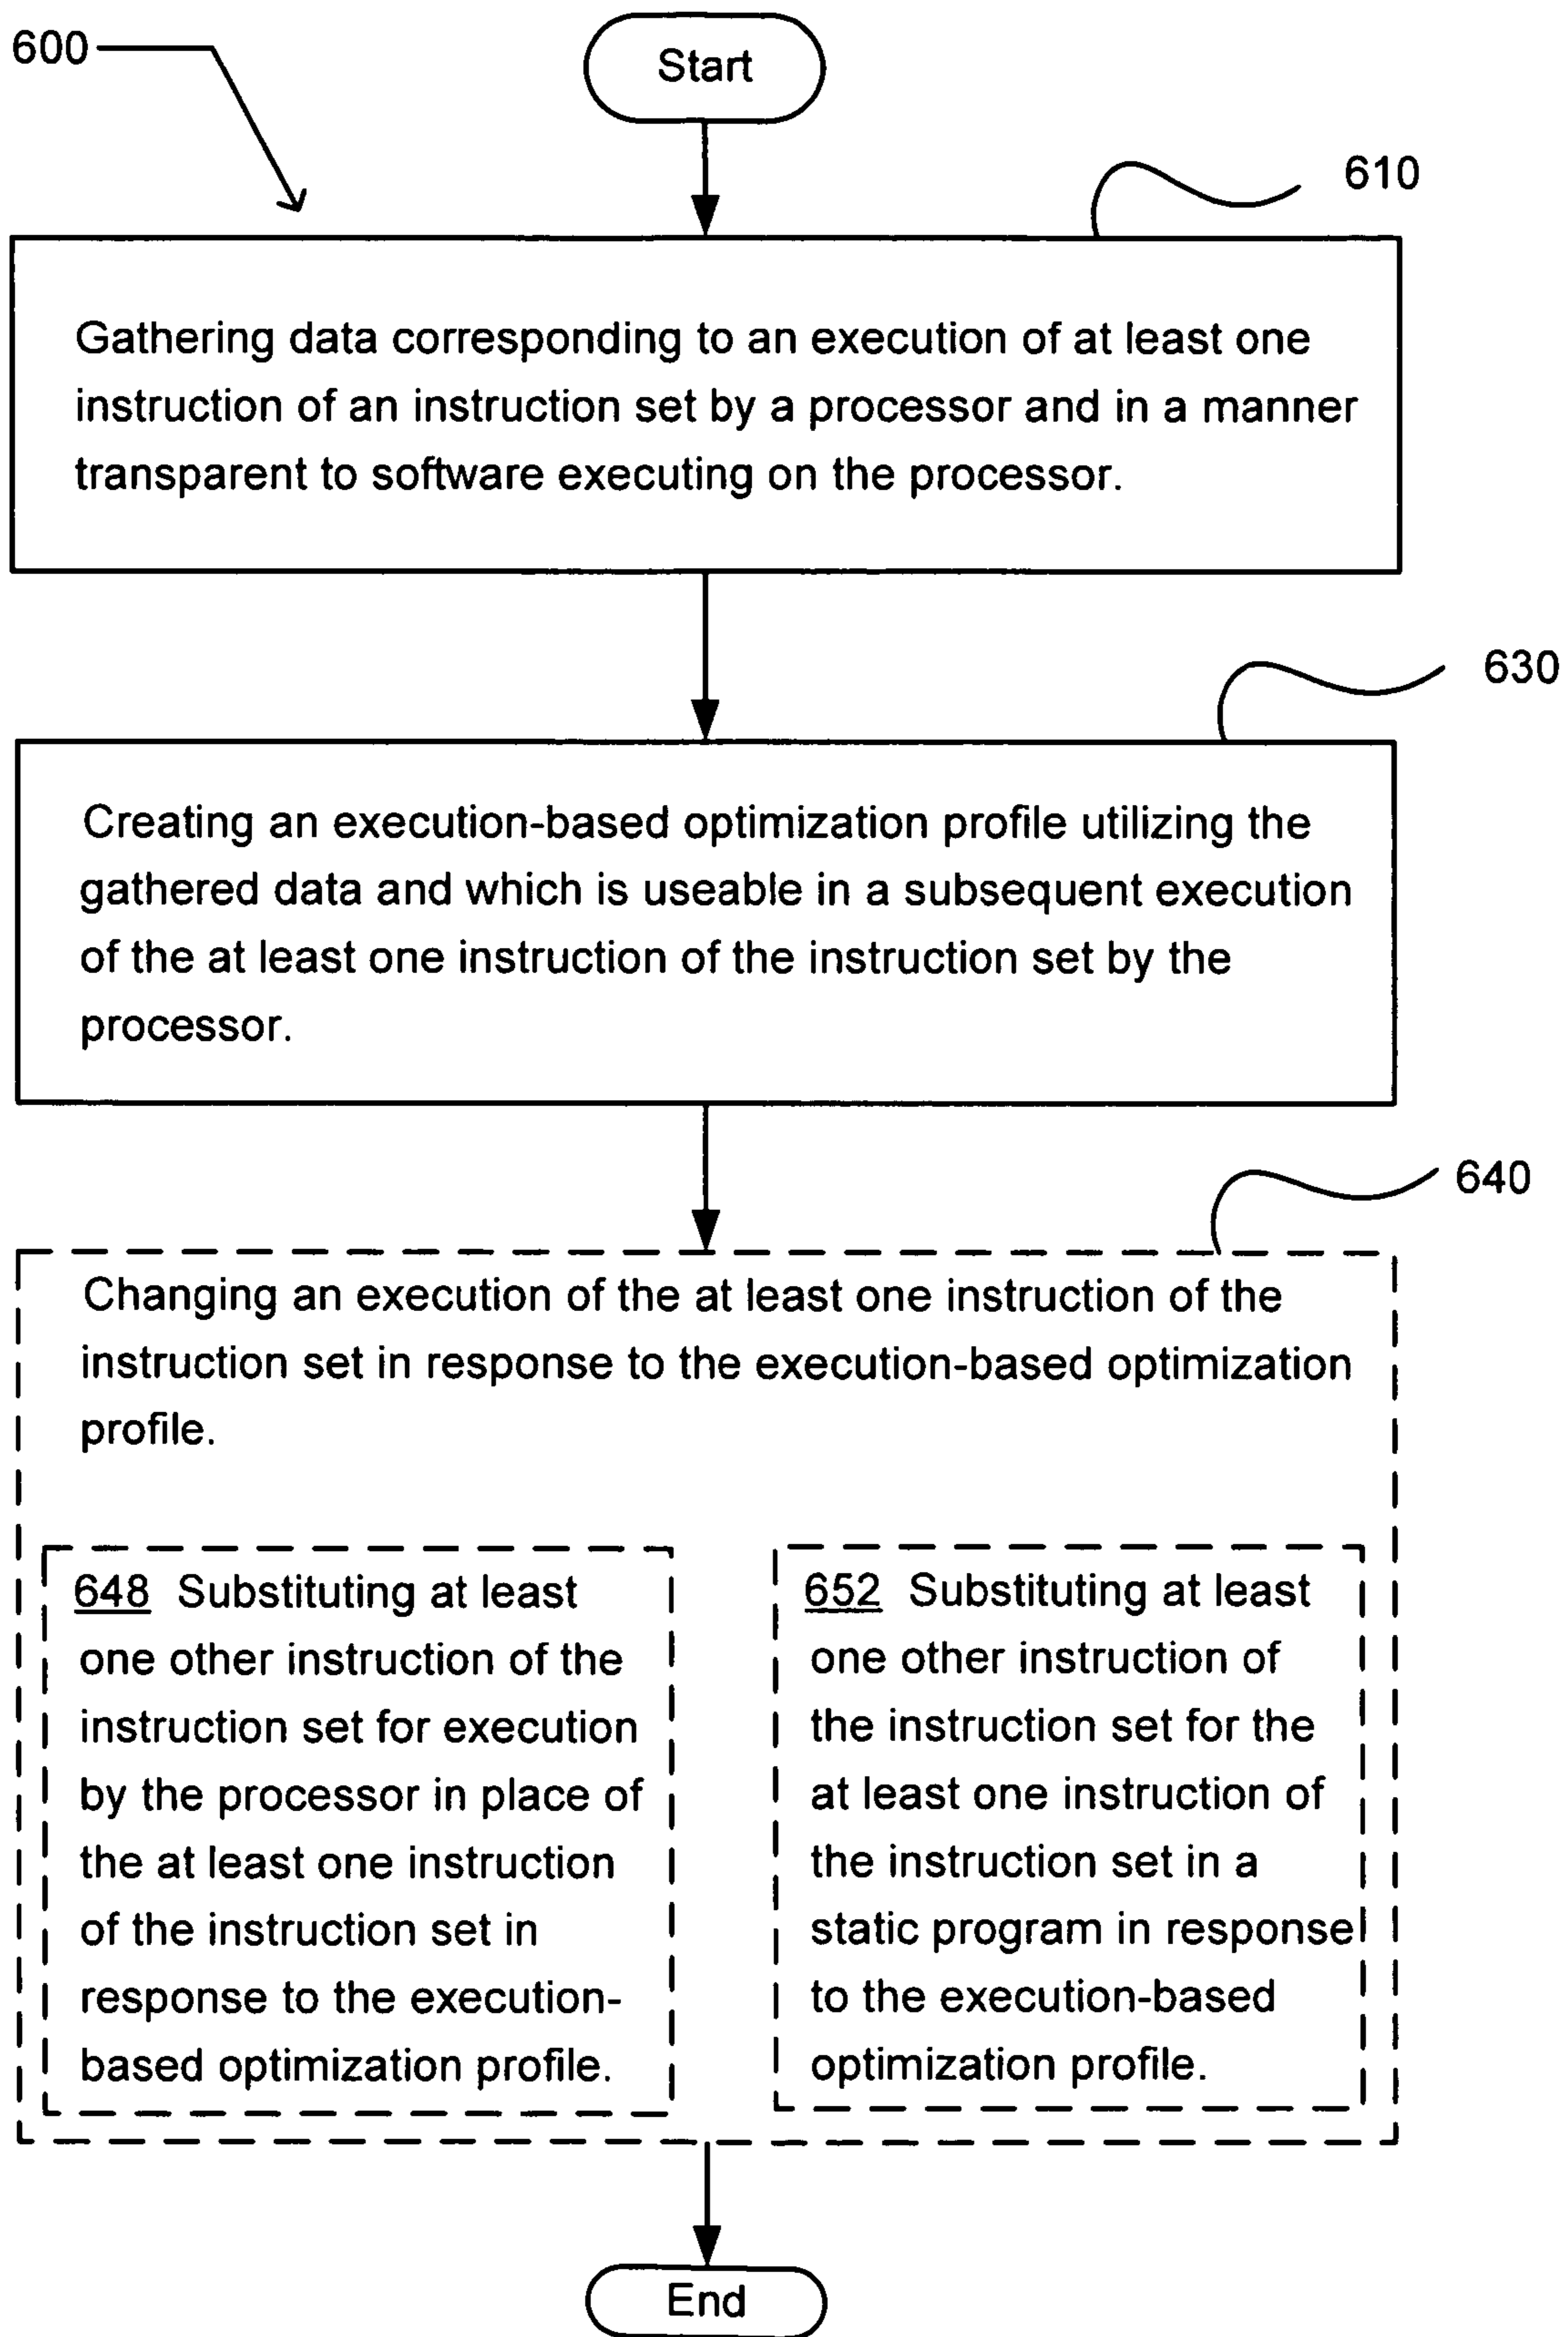 600
Start
610
Gathering data corresponding to an execution of at least one
instruction of an instruction set by a processor and in a manner
transparent to software executing on the processor.
630
Creating an execution-based optimization profile utilizing the
gathered data and which is useable in a subsequent execution
of the at least one instruction of the instruction set by the
processor.
640
Changing an execution of the at least one instruction of the
instruction set in response to the execution-based optimization
profile.
648 Substituting at least
one other instruction of the
instruction set for execution
by the processor in place of
the at least one instruction
of the instruction set in
response to the execution-
based optimization profile.
652 Substituting at least
one other instruction of
the instruction set for the
at least one instruction of
the instruction set in a
static program in response
to the execution-based
optimization profile.
End